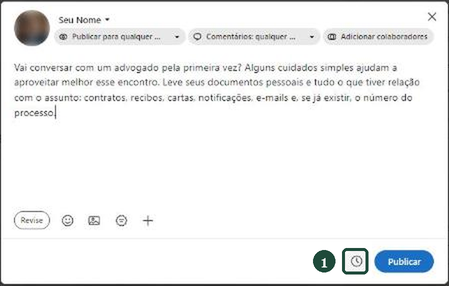 Seu Nome
Publicar para qualquer ...
Comentários: qualquer ...
Adicionar colaboradores
Vai conversar com um advogado pela primeira vez? Alguns cuidados simples ajudam a
aproveitar melhor esse encontro. Leve seus documentos pessoais e tudo o que tiver relação
com o assunto: contratos, recibos, cartas, notificações, e-mails e, se já existir, o número do
processo.
Revise
1
Publicar